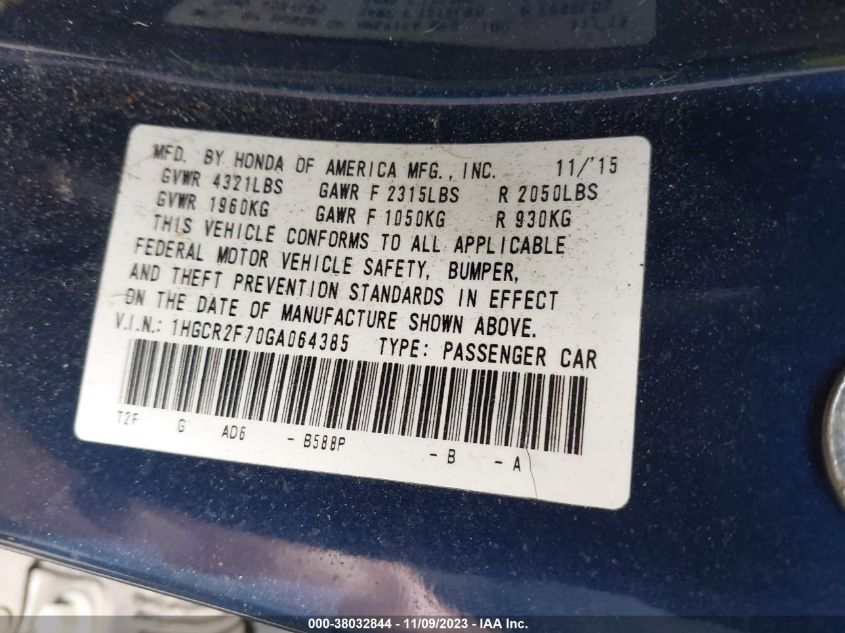 MFD. BY HONDA OF AMERICA MFG., INC. 11/'15
GVWR 4321LBS GAWR F 2315LBS R 2050LBS
GVWR 1960KG GAWR F 1050KG R 930KG
THIS VEHICLE CONFORMS TO ALL APPLICABLE
FEDERAL MOTOR VEHICLE SAFETY, BUMPER,
AND THEFT PREVENTION STANDARDS IN EFFECT
ON THE DATE OF MANUFACTURE SHOWN ABOVE.
V.I.N.: 1HGCR2F70GA064385 TYPE: PASSENGER CAR
T2F G AD6 - B588P - B - A
000-38032844 - 11/09/2023 - IAA Inc.